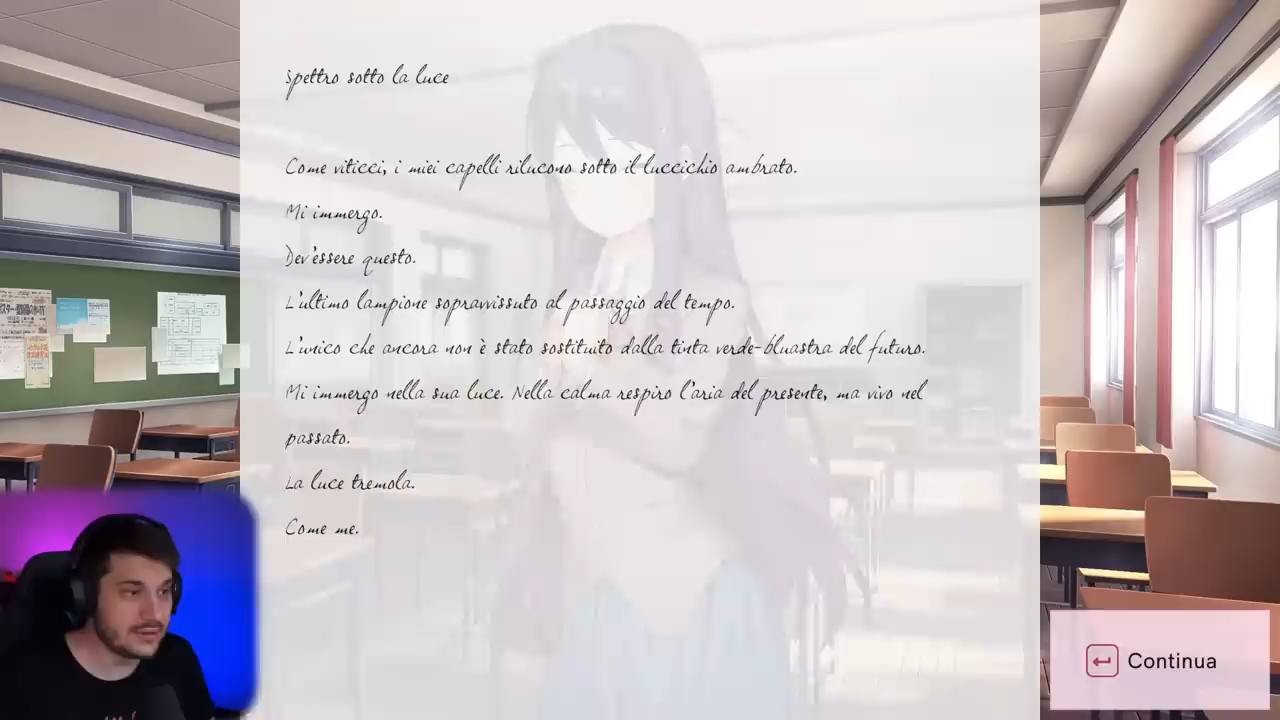 Spettro sotto la luce
Come viticci, i miei capelli rilucono sotto il luccichio ambrato.
Mi immergo.
Dev'essere questo.
L'ultimo lampione sopravvissuto al passaggio del tempo.
L'unico che ancora non è stato sostituito dalla tinta verde-bluastra del futuro.
Mi immergo nella sua luce. Nella calma respiro l'aria del presente, ma vivo nel
passato.
La luce tremola.
Come me.
Continua